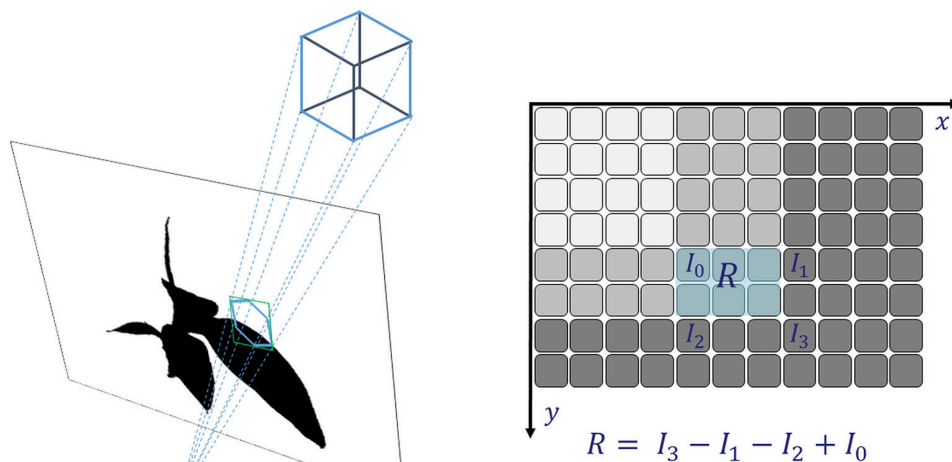 x
I₀ R I₁
I₂ I₃
y
R = I₃ − I₁ − I₂ + I₀